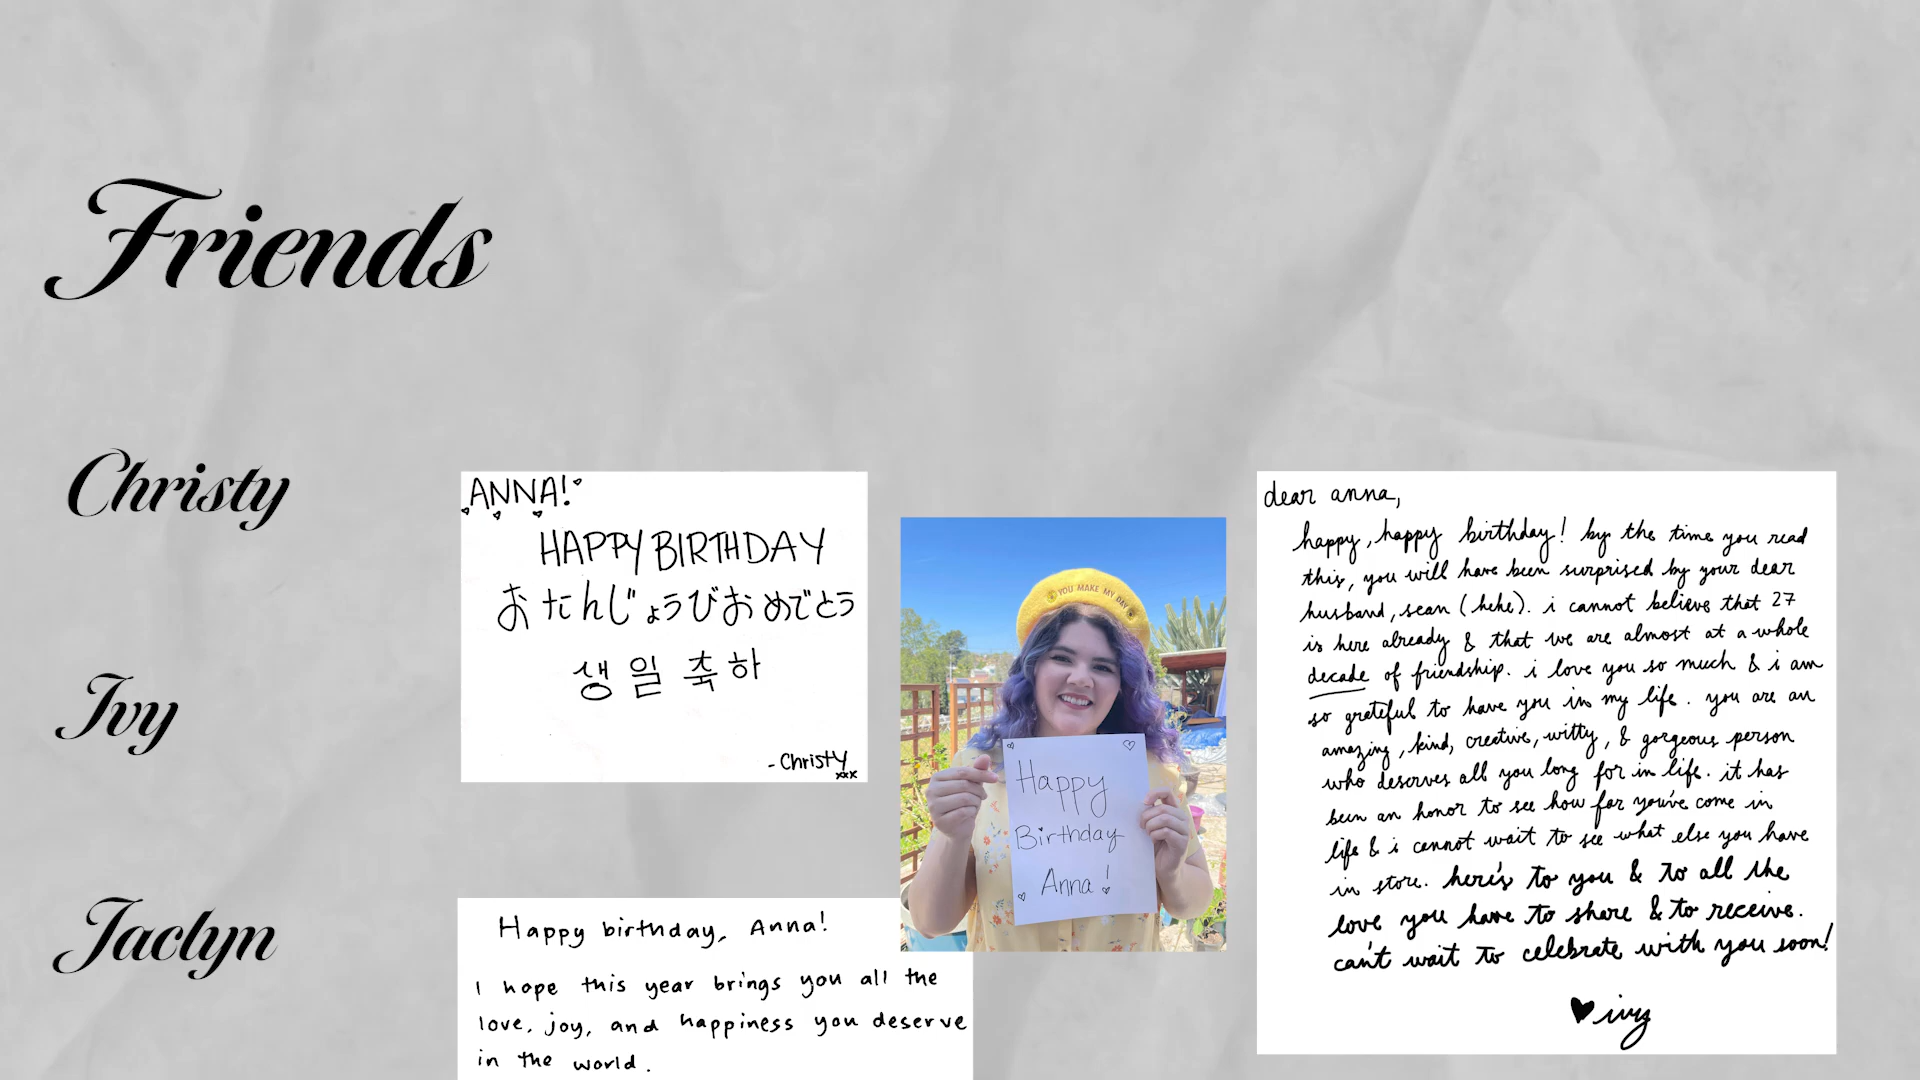 Friends
Christy
Ivy
Jaclyn
ANNA!
HAPPY BIRTHDAY
おたんじょうびおめでとう
생일축하
- Christy
xxx
YOU MAKE MY DAY
Happy
Birthday
Anna!
dear anna,
happy, happy birthday! by the time you read
this, you will have been surprised by your dear
husband, sean (hehe). i cannot believe that 27
is here already & that we are almost at a whole
decade of friendship. i love you so much & i am
so grateful to have you in my life. you are an
amazing, kind, creative, witty, & gorgeous person
who deserves all you long for in life. it has
been an honor to see how far you've come in
life & i cannot wait to see what else you have
in store. here's to you & to all the
love you have to share & to receive.
can't wait to celebrate with you soon!
♥ ivy
Happy birthday, Anna!
I hope this year brings you all the
love, joy, and happiness you deserve
in the world.